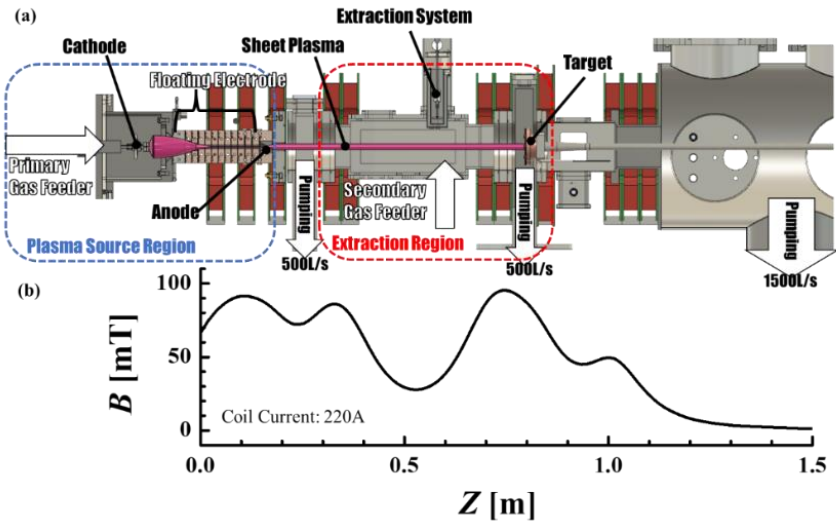 (a)
Extraction System
Cathode
Sheet Plasma
Target
Floating Electrode
Primary
Gas Feeder
Anode
Pumping
Secondary
Gas Feeder
Pumping
Pumping
Plasma Source Region
Extraction Region
500L/s
500L/s
1500L/s
(b)
100
50
0
B [mT]
Coil Current: 220A
0.0
0.5
1.0
1.5
Z [m]